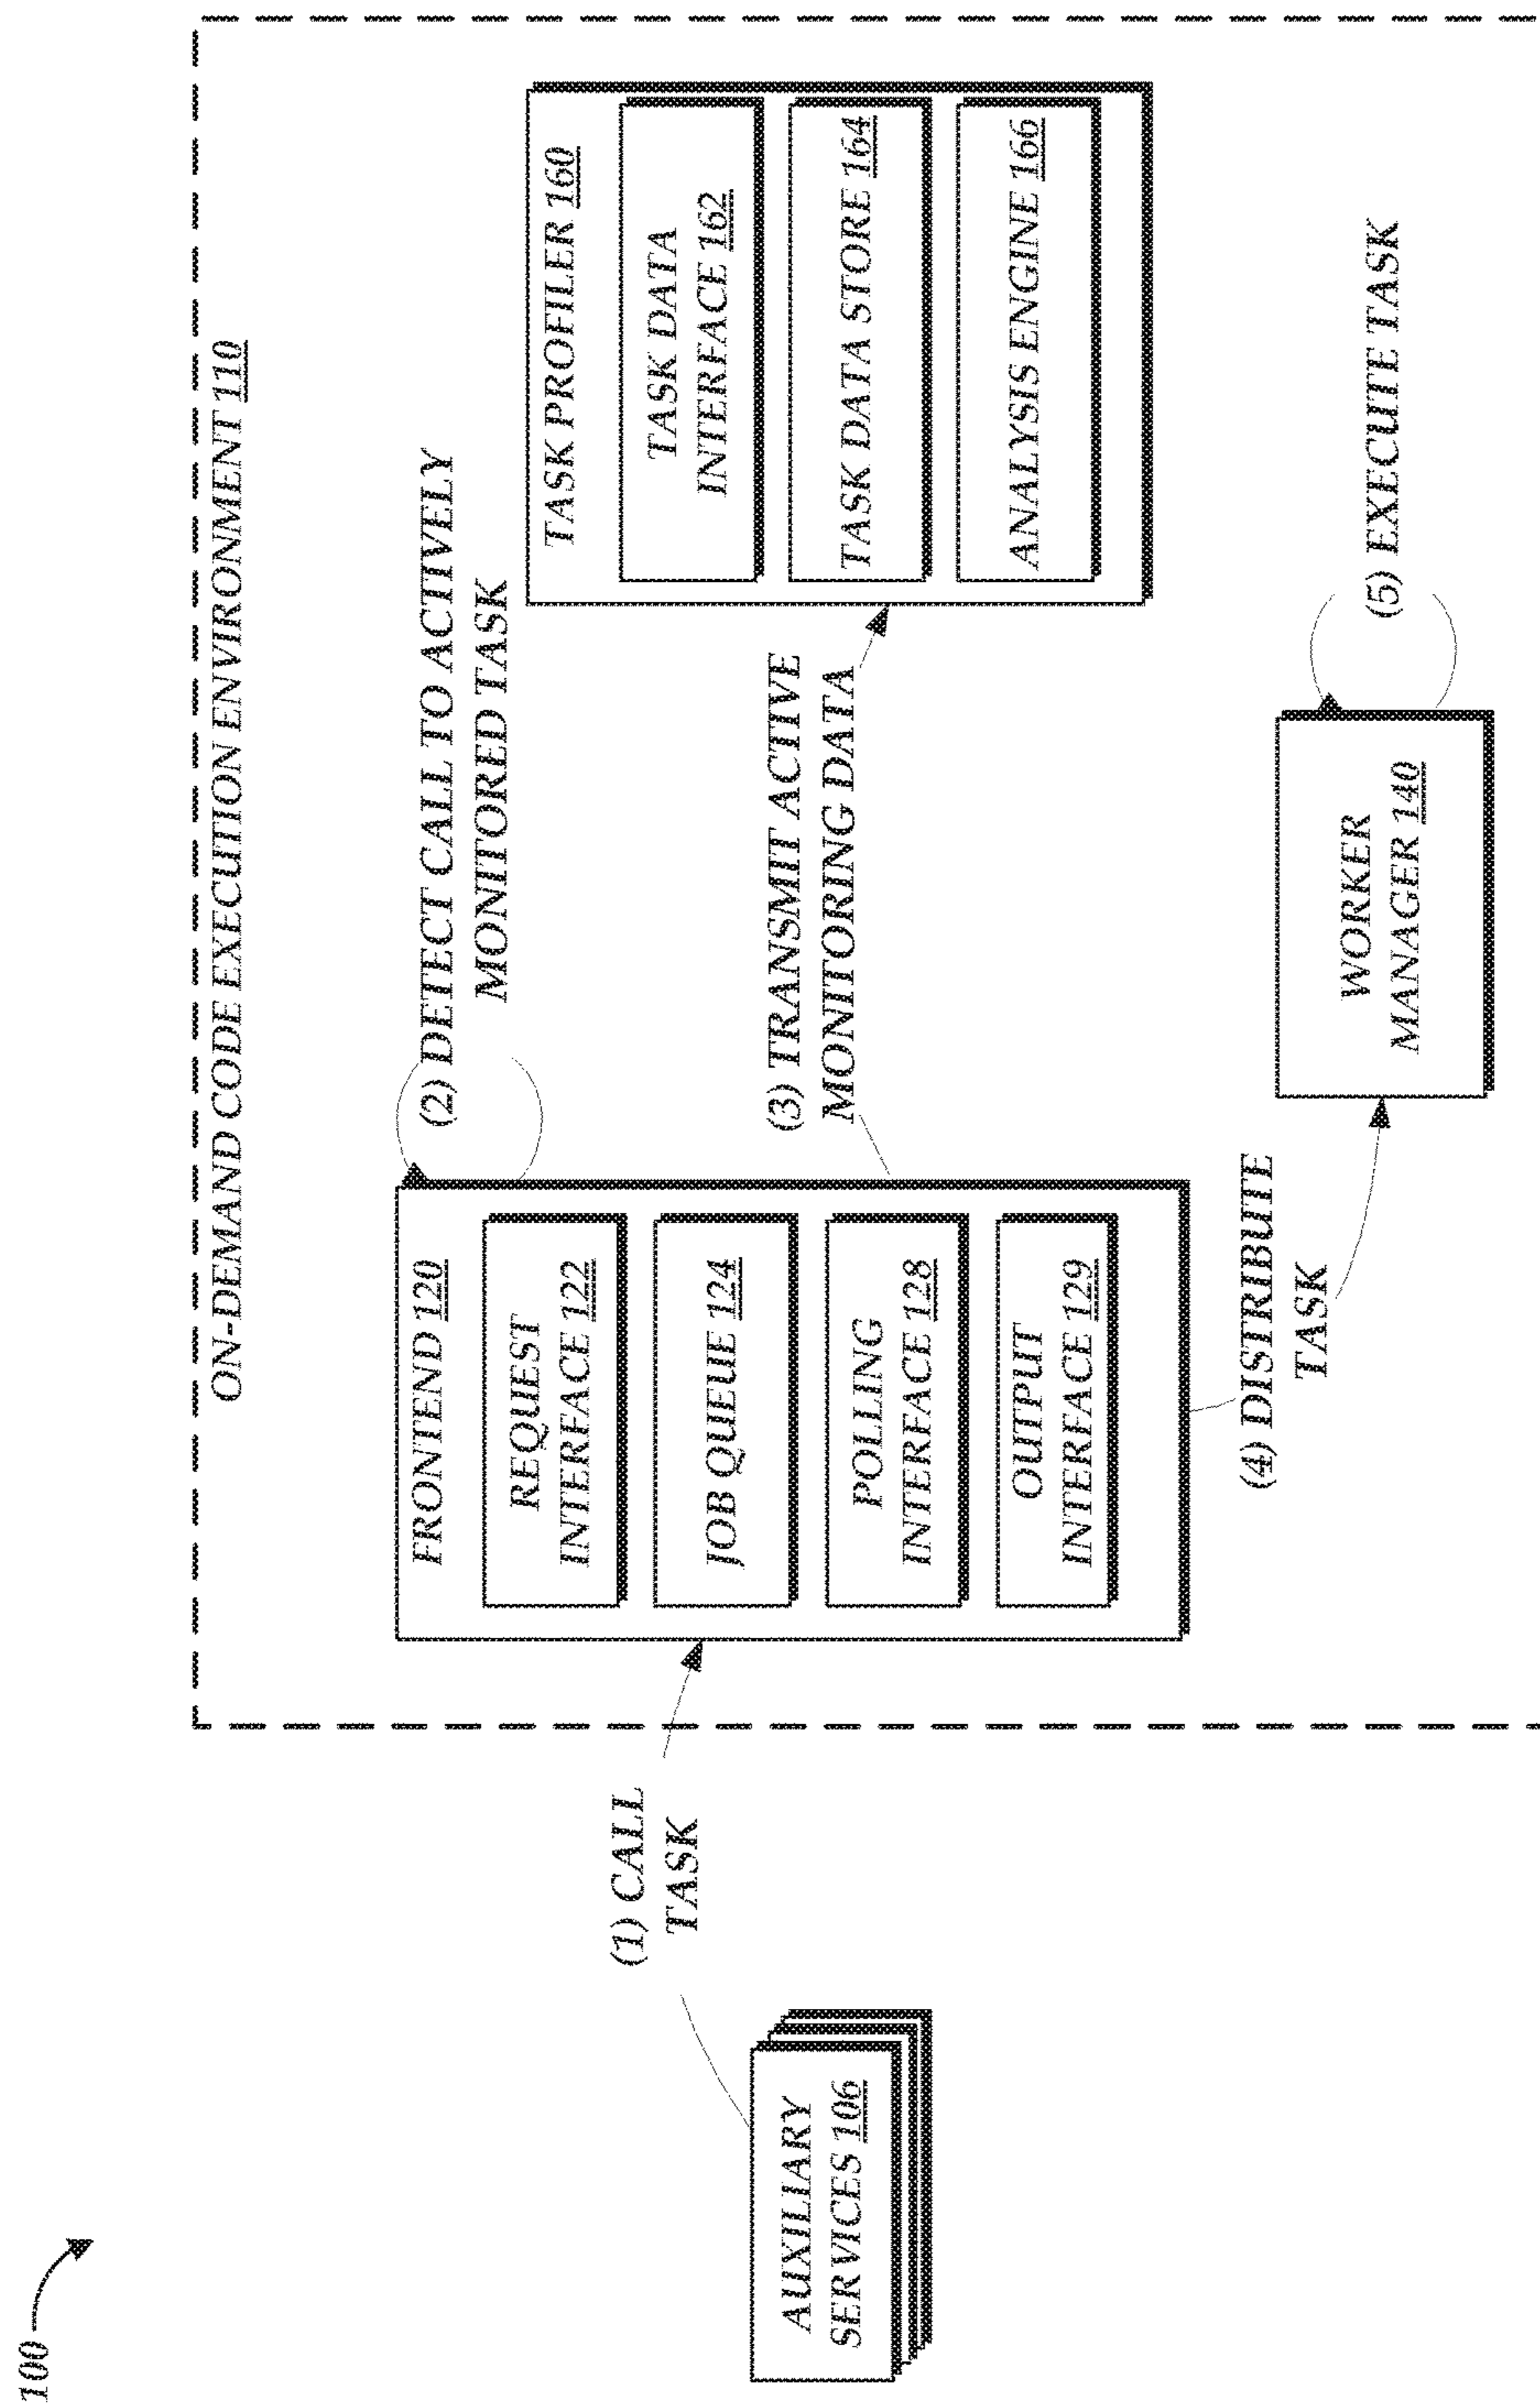 100
ON-DEMAND CODE EXECUTION ENVIRONMENT 110
AUXILIARY
SERVICES 106
(1) CALL
TASK
FRONTEND 120
REQUEST
INTERFACE 122
JOB QUEUE 124
POLLING
INTERFACE 128
OUTPUT
INTERFACE 129
(2) DETECT CALL TO ACTIVELY
MONITORED TASK
(3) TRANSMIT ACTIVE
MONITORING DATA
TASK PROFILER 160
TASK DATA
INTERFACE 162
TASK DATA STORE 164
ANALYSIS ENGINE 166
(4) DISTRIBUTE
TASK
WORKER
MANAGER 140
(5) EXECUTE TASK